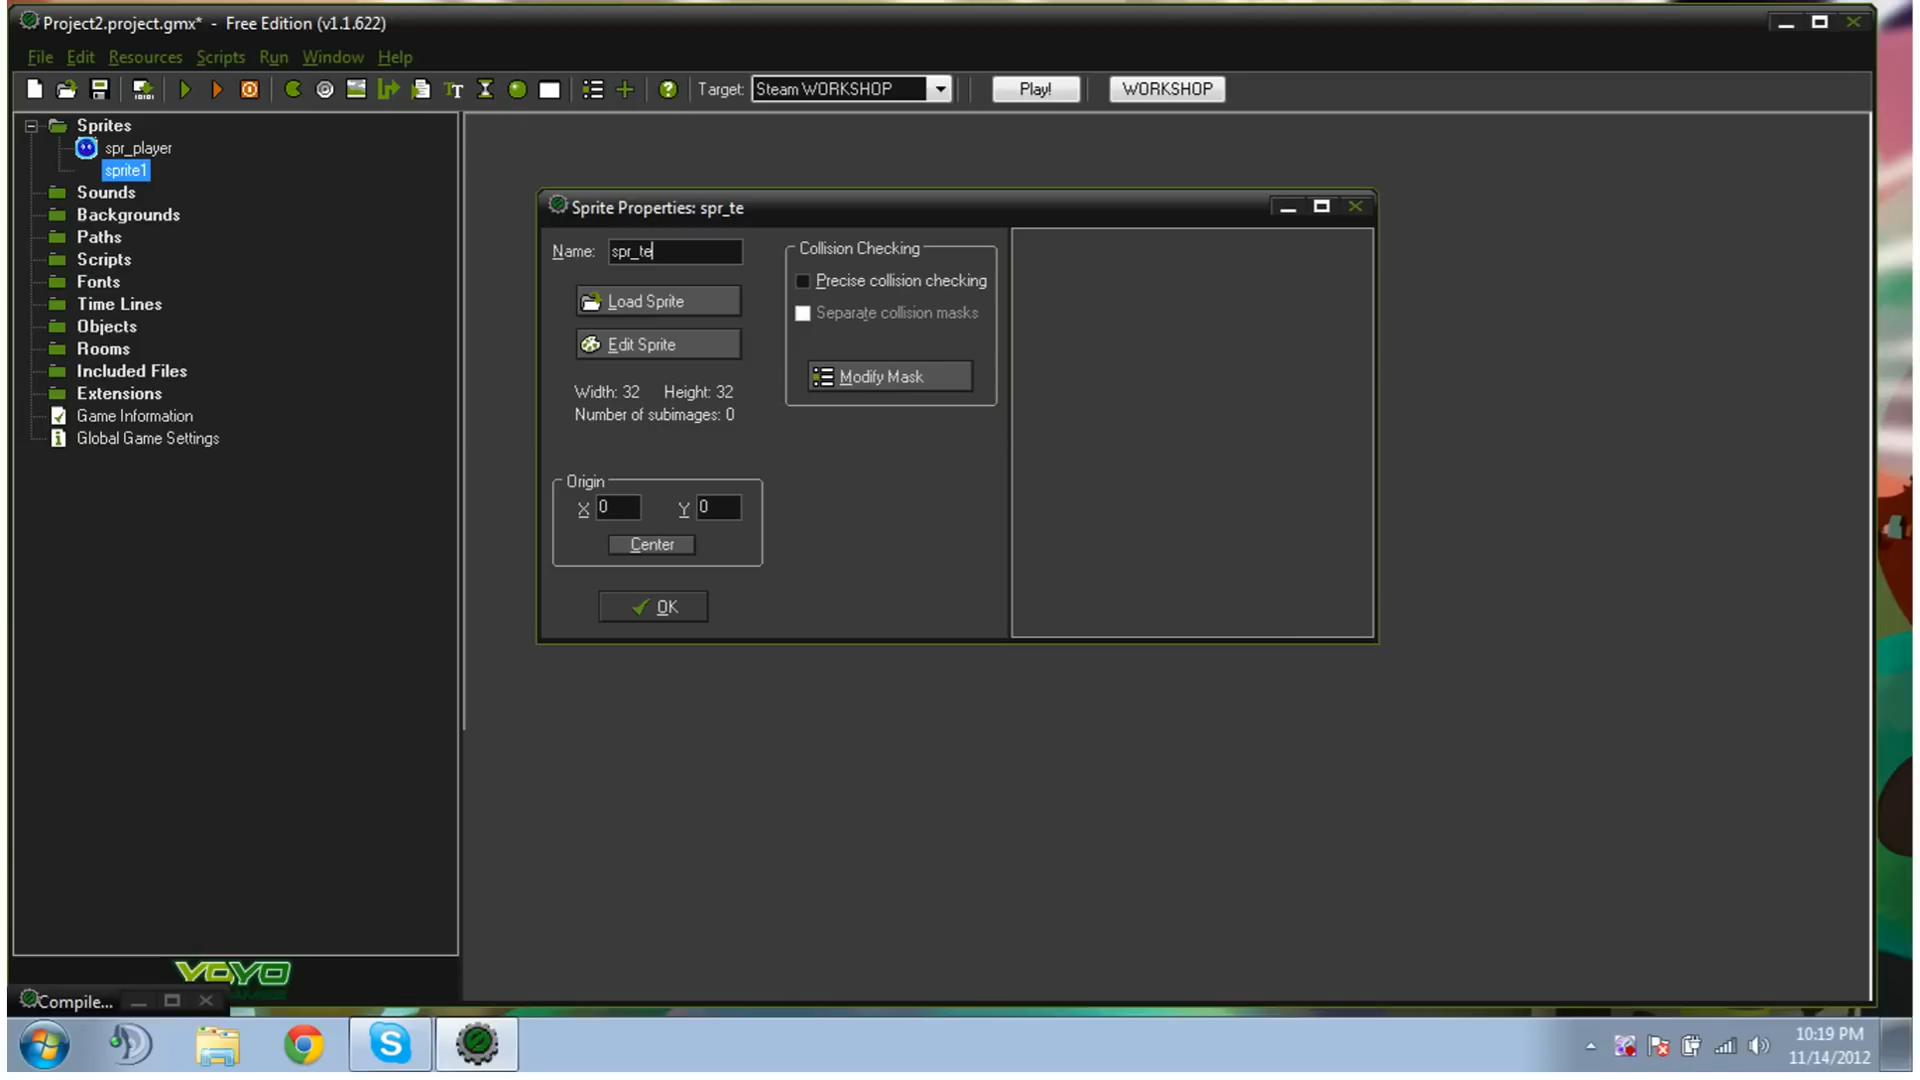 Project2.project.gmx* - Free Edition (v1.1.622)
File Edit Resources Scripts Run Window Help
Target: Steam WORKSHOP Play! WORKSHOP
Sprites
spr_player
sprite1
Sounds
Backgrounds
Paths
Scripts
Fonts
Time Lines
Objects
Rooms
Included Files
Extensions
Game Information
Global Game Settings
Sprite Properties: spr_te
Name: spr_te
Load Sprite
Edit Sprite
Width: 32 Height: 32
Number of subimages: 0
Origin
X 0 Y 0
Center
OK
Collision Checking
Precise collision checking
Separate collision masks
Modify Mask
YOYO
Compile...
10:19 PM
11/14/2012